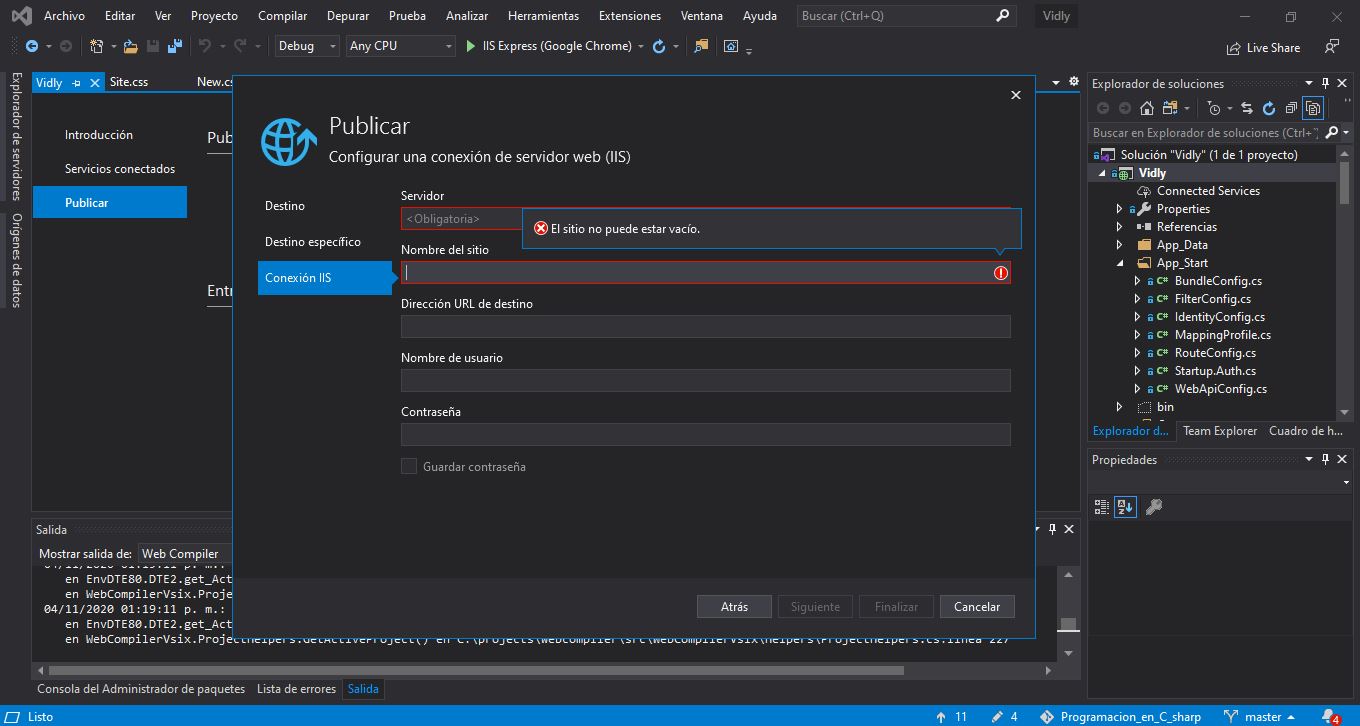 Archivo Editar Ver Proyecto Compilar Depurar Prueba Analizar Herramientas Extensiones Ventana Ayuda Buscar (Ctrl+Q) Vidly
Debug Any CPU IIS Express (Google Chrome) Live Share
Explorador de servidores
Orígenes de datos
Vidly Site.css New.cs
Introducción
Servicios conectados
Publicar
Pub
Entr
Publicar
Configurar una conexión de servidor web (IIS)
Destino
Destino específico
Conexión IIS
Servidor
<Obligatoria>
El sitio no puede estar vacío.
Nombre del sitio
Dirección URL de destino
Nombre de usuario
Contraseña
Guardar contraseña
Atrás Siguiente Finalizar Cancelar
Explorador de soluciones
Buscar en Explorador de soluciones (Ctrl+
Solución "Vidly" (1 de 1 proyecto)
Vidly
Connected Services
Properties
Referencias
App_Data
App_Start
C# BundleConfig.cs
C# FilterConfig.cs
C# IdentityConfig.cs
C# MappingProfile.cs
C# RouteConfig.cs
C# Startup.Auth.cs
C# WebApiConfig.cs
bin
Explorador d... Team Explorer Cuadro de h...
Propiedades
Salida
Mostrar salida de: Web Compiler
04/11/2020 01:19:11 p. m.:
en EnvDTE80.DTE2.get_Act
en WebCompilerVsix.Proje
04/11/2020 01:19:11 p. m.:
en EnvDTE80.DTE2.get_Act
en WebCompilerVsix.ProjectHelpers.GetActiveProject() en C:\projects\webcompiler\src\WebCompilerVsix\Helpers\ProjectHelpers.cs:línea 227
Consola del Administrador de paquetes Lista de errores Salida
Listo 11 4 Programacion_en_C_sharp master 4